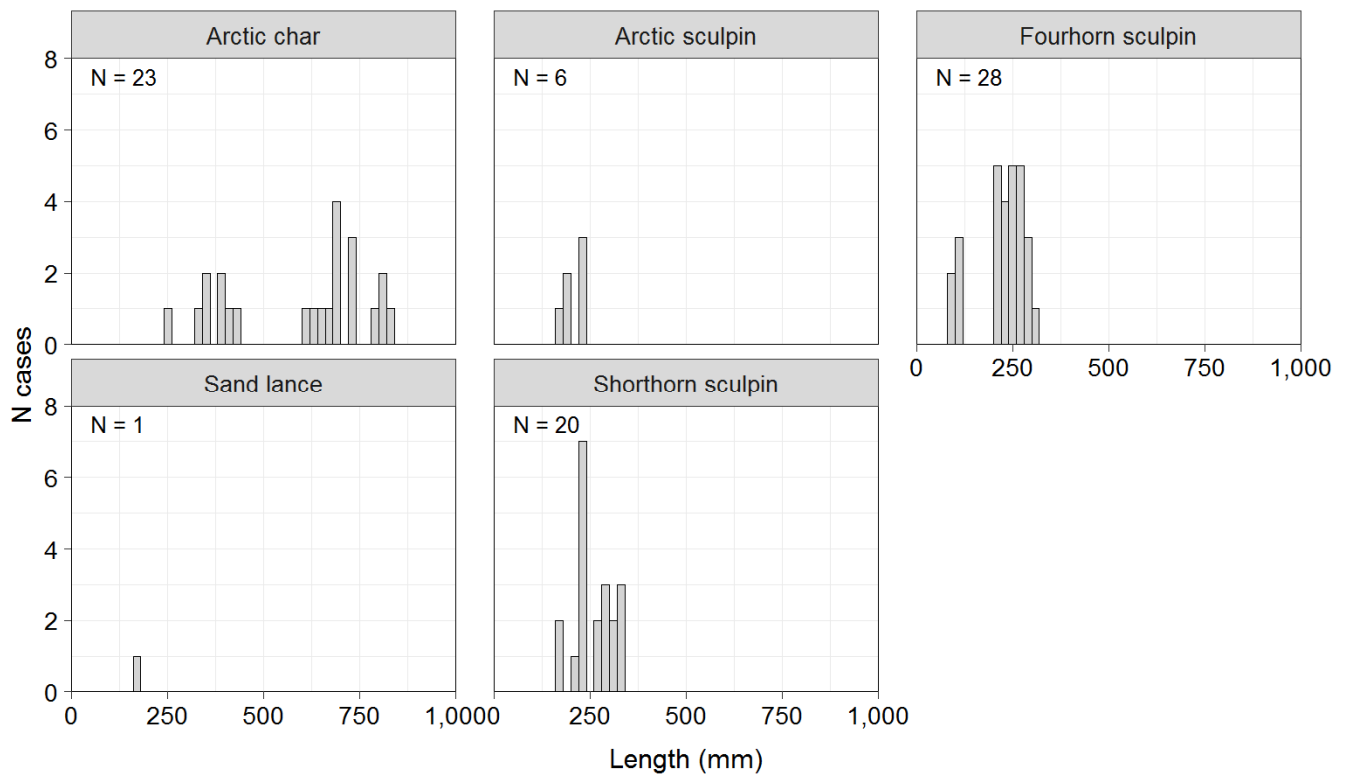 Arctic char
Arctic sculpin
Fourhorn sculpin
N = 23
N = 6
N = 28
8
6
4
2
0
0 250 500 750 1,000
Sand lance
Shorthorn sculpin
N = 1
N = 20
8
6
4
2
0
0 250 500 750 1,000
0 250 500 750 1,000
N cases
Length (mm)